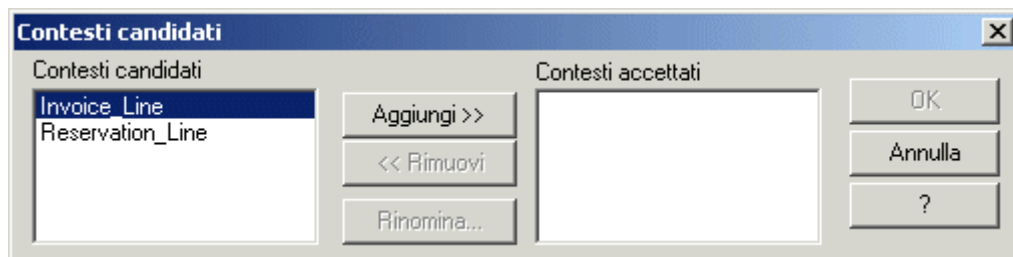 Contesti candidati
Contesti candidati
Invoice_Line
Reservation_Line
Aggiungi >>
<< Rimuovi
Rinomina...
Contesti accettati
OK
Annulla
?